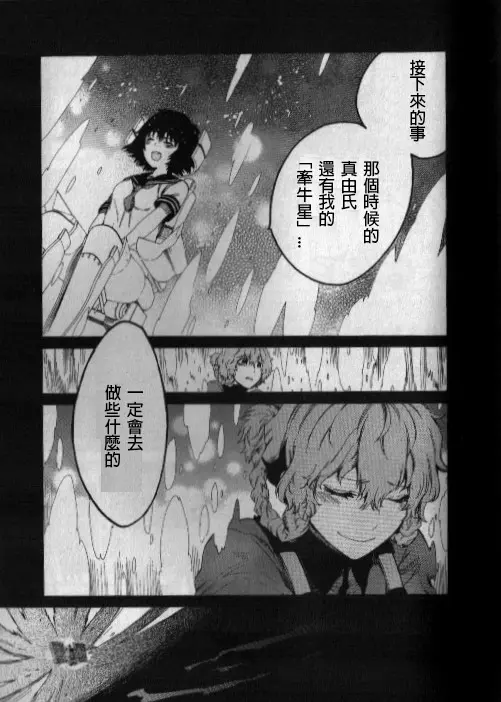 接下來的事
那個時候的
真由氏
還有我的
「牽牛星」…
一定會去
做些什麼的